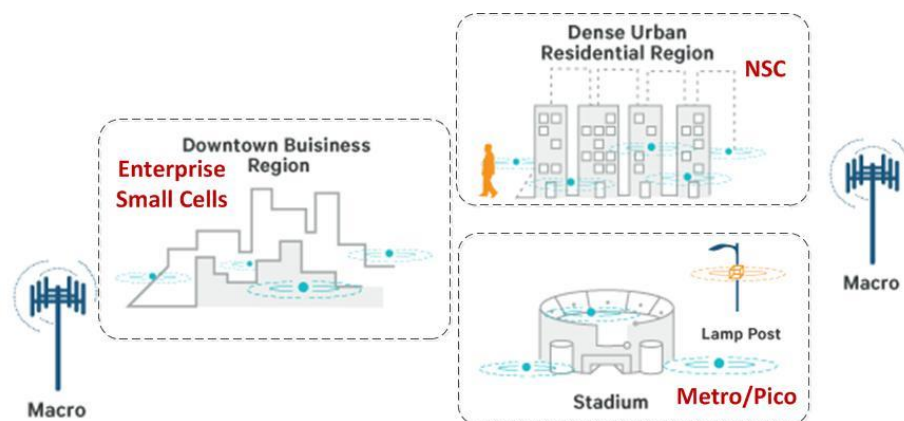 Dense Urban
Residential Region
NSC
Downtown Buisiness
Region
Enterprise
Small Cells
Macro
Lamp Post
Macro
Stadium
Metro/Pico